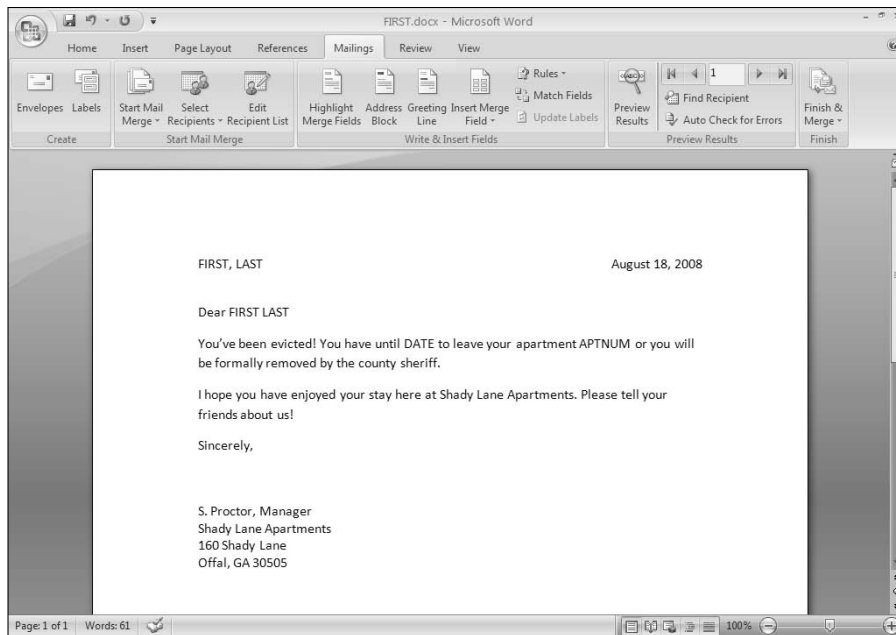 FIRST.docx - Microsoft Word
Home Insert Page Layout References Mailings Review View
Envelopes Labels
Create
Start Mail Merge
Select Recipients
Edit Recipient List
Start Mail Merge
Highlight Merge Fields
Address Block
Greeting Line
Insert Merge Field
Rules
Match Fields
Update Labels
Write & Insert Fields
ABC
Preview Results
1
Find Recipient
Auto Check for Errors
Preview Results
Finish & Merge
Finish
FIRST, LAST August 18, 2008
Dear FIRST LAST
You've been evicted! You have until DATE to leave your apartment APTNUM or you will
be formally removed by the county sheriff.
I hope you have enjoyed your stay here at Shady Lane Apartments. Please tell your
friends about us!
Sincerely,
S. Proctor, Manager
Shady Lane Apartments
160 Shady Lane
Offal, GA 30505
Page: 1 of 1 Words: 61 100%